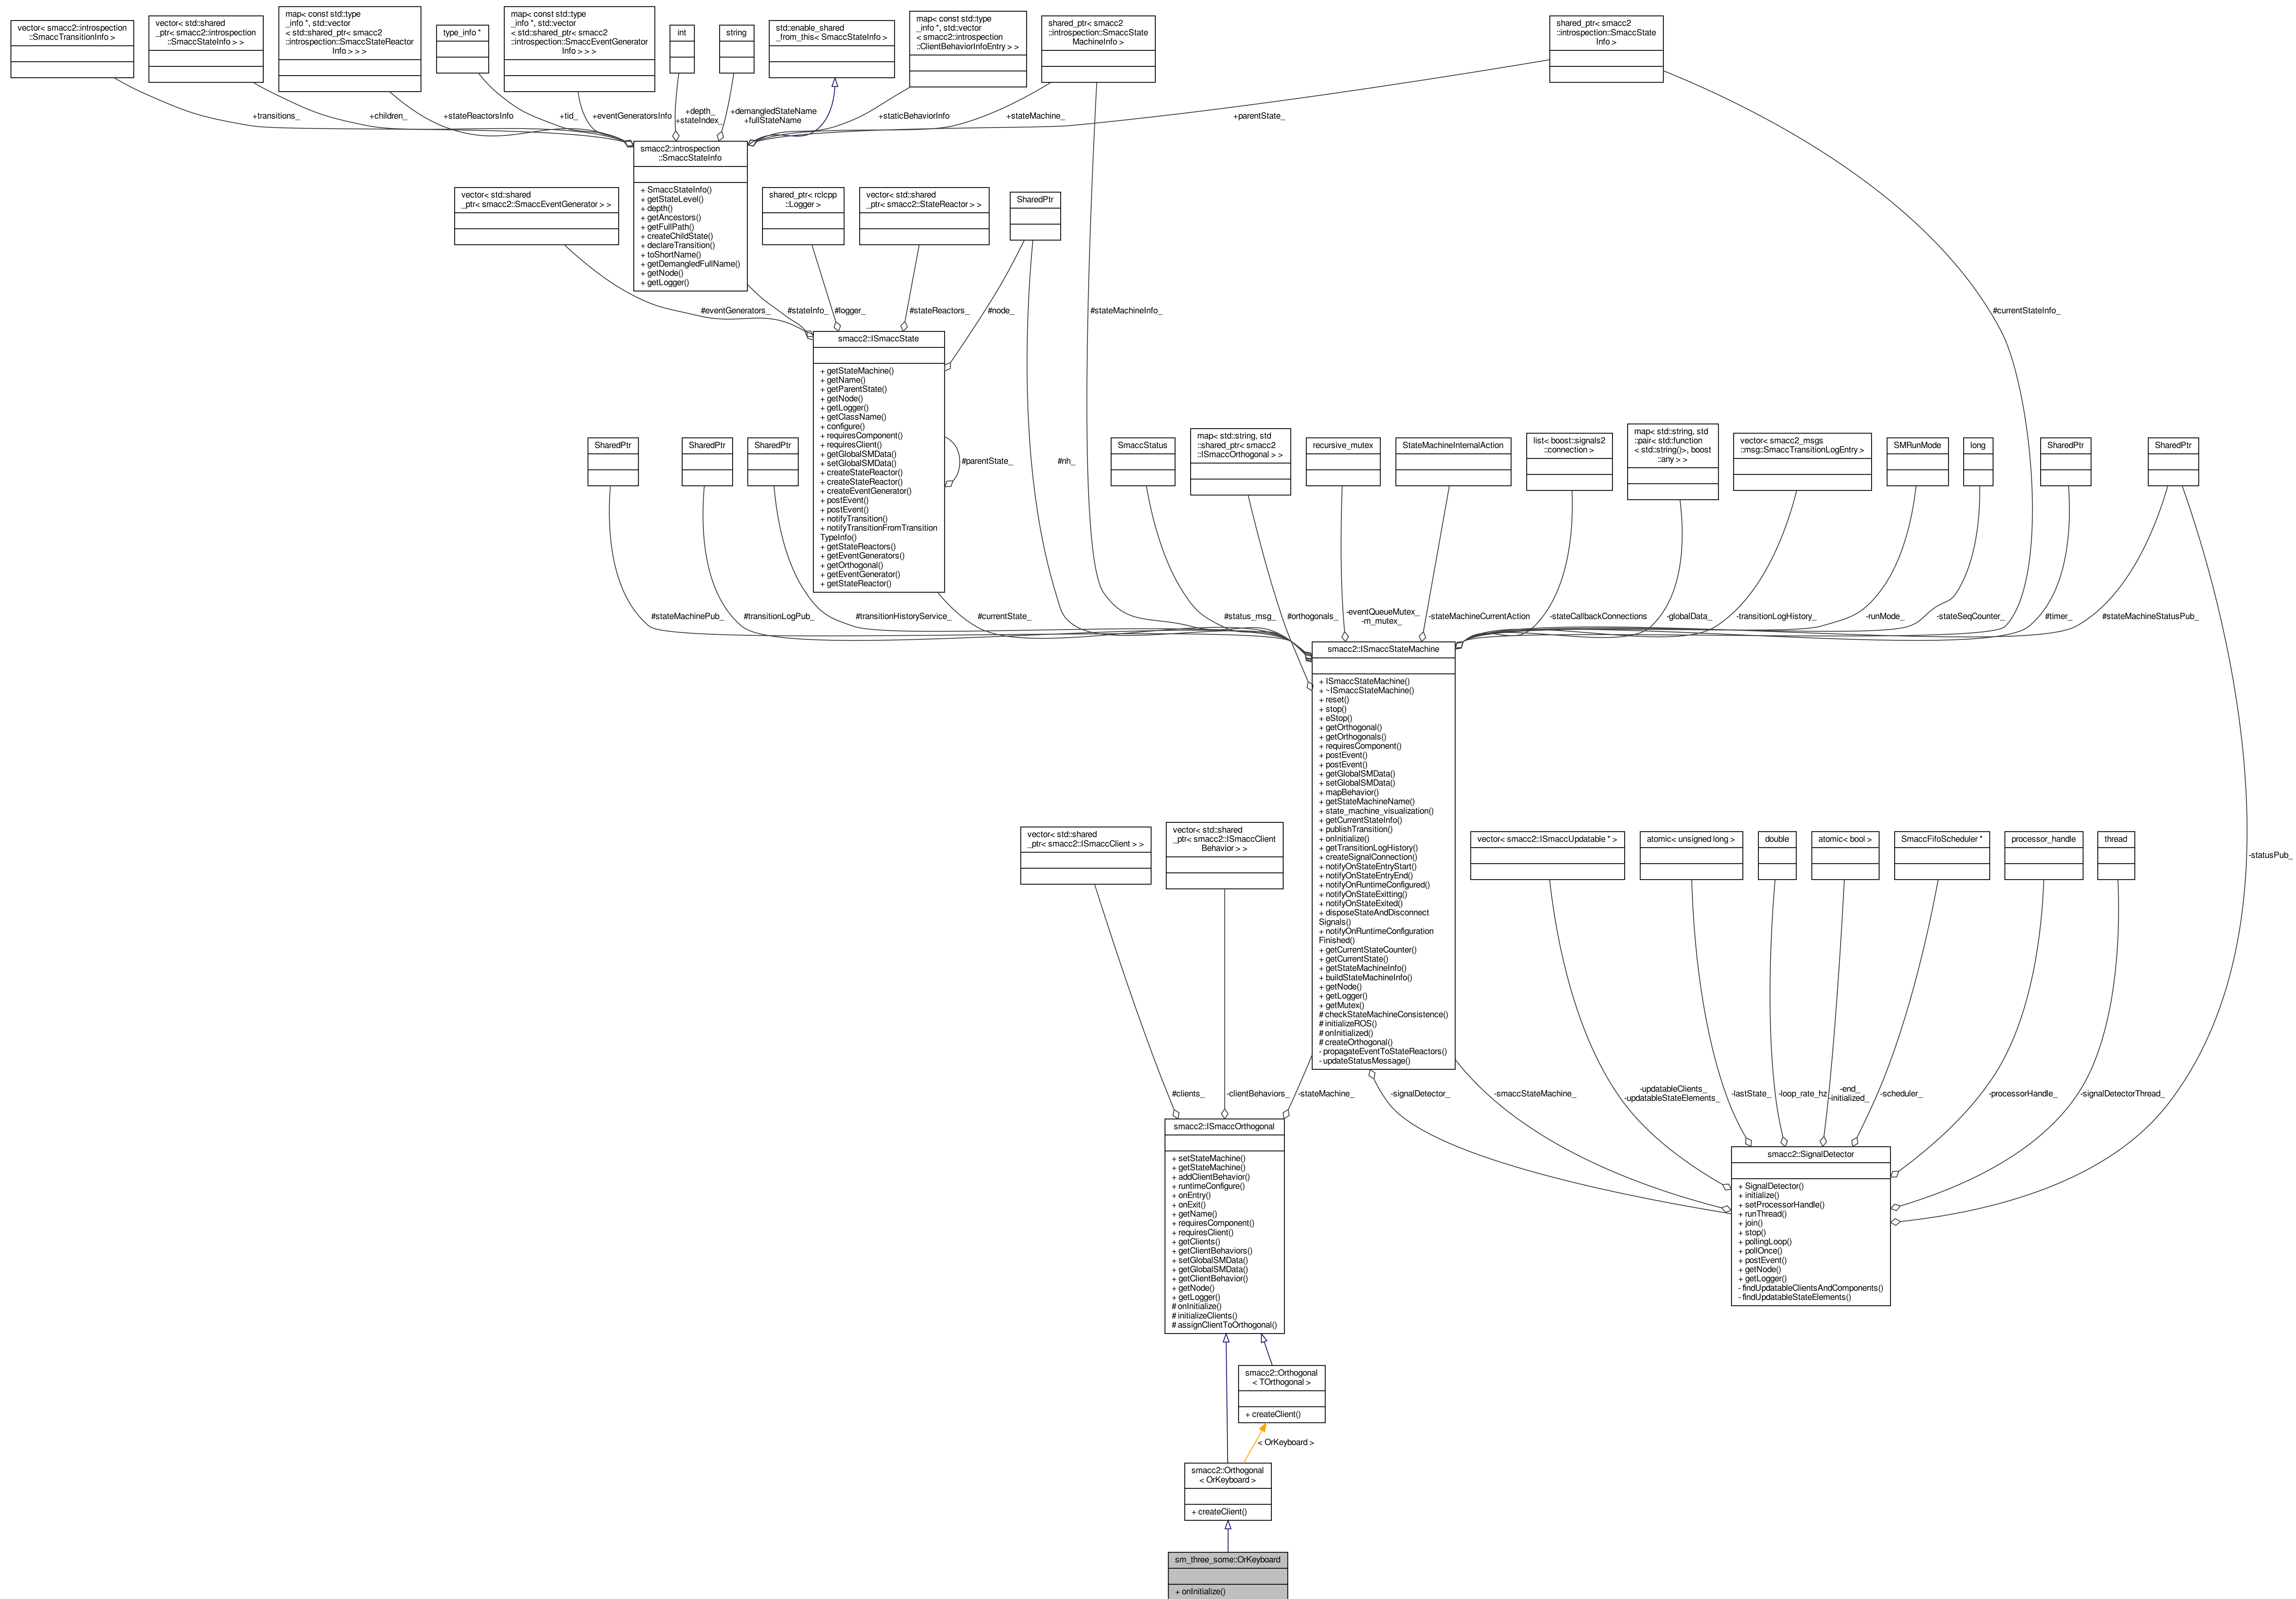 vector< smacc2::introspection
::SmaccTransitionInfo >
vector< std::shared
_ptr< smacc2::introspection
::SmaccStateInfo > >
map< const std::type
_info *, std::vector
< std::shared_ptr< smacc2
::introspection::SmaccStateReactor
Info > > >
type_info *
map< const std::type
_info *, std::vector
< std::shared_ptr< smacc2
::introspection::SmaccEventGenerator
Info > > >
int
string
std::enable_shared
_from_this< SmaccStateInfo >
map< const std::type
_info *, std::vector
< smacc2::introspection
::ClientBehaviorInfoEntry > >
shared_ptr< smacc2
::introspection::SmaccState
MachineInfo >
shared_ptr< smacc2
::introspection::SmaccState
Info >
+transitions_
+children_
+stateReactorsInfo
+tid_
+eventGeneratorsInfo
+depth_
+stateIndex_
+demangledStateName
+fullStateName
+staticBehaviorInfo
+stateMachine_
+parentState_
smacc2::introspection
::SmaccStateInfo
+ SmaccStateInfo()
+ getStateLevel()
+ depth()
+ getAncestors()
+ getFullPath()
+ createChildState()
+ declareTransition()
+ toShortName()
+ getDemangledFullName()
+ getNode()
+ getLogger()
vector< std::shared
_ptr< smacc2::SmaccEventGenerator > >
shared_ptr< rclcpp
::Logger >
vector< std::shared
_ptr< smacc2::StateReactor > >
SharedPtr
#eventGenerators_
#stateInfo_
#logger_
#stateReactors_
#node_
#stateMachineInfo_
#currentStateInfo_
smacc2::ISmaccState
+ getStateMachine()
+ getName()
+ getParentState()
+ getNode()
+ getLogger()
+ getClassName()
+ configure()
+ requiresComponent()
+ requiresClient()
+ getGlobalSMData()
+ setGlobalSMData()
+ createStateReactor()
+ createStateReactor()
+ createEventGenerator()
+ postEvent()
+ postEvent()
+ notifyTransition()
+ notifyTransitionFromTransition
TypeInfo()
+ getStateReactors()
+ getEventGenerators()
+ getOrthogonal()
+ getEventGenerator()
+ getStateReactor()
#parentState_
#nh_
SharedPtr
SharedPtr
SharedPtr
SmaccStatus
map< std::string, std
::shared_ptr< smacc2
::ISmaccOrthogonal > >
recursive_mutex
StateMachineInternalAction
list< boost::signals2
::connection >
map< std::string, std
::pair< std::function
< std::string()>, boost
::any > >
vector< smacc2_msgs
::msg::SmaccTransitionLogEntry >
SMRunMode
long
SharedPtr
SharedPtr
#stateMachinePub_
#transitionLogPub_
#transitionHistoryService_
#currentState_
#status_msg_
#orthogonals_
-eventQueueMutex_
-m_mutex_
-stateMachineCurrentAction
-stateCallbackConnections
-globalData_
-transitionLogHistory_
-runMode_
-stateSeqCounter_
#timer_
#stateMachineStatusPub_
smacc2::ISmaccStateMachine
+ ISmaccStateMachine()
+ ~ISmaccStateMachine()
+ reset()
+ stop()
+ eStop()
+ getOrthogonal()
+ getOrthogonals()
+ requiresComponent()
+ postEvent()
+ postEvent()
+ getGlobalSMData()
+ setGlobalSMData()
+ mapBehavior()
+ getStateMachineName()
+ state_machine_visualization()
+ getCurrentStateInfo()
+ publishTransition()
+ onInitialize()
+ getTransitionLogHistory()
+ createSignalConnection()
+ notifyOnStateEntryStart()
+ notifyOnStateEntryEnd()
+ notifyOnRuntimeConfigured()
+ notifyOnStateExitting()
+ notifyOnStateExited()
+ disposeStateAndDisconnect
Signals()
+ notifyOnRuntimeConfiguration
Finished()
+ getCurrentStateCounter()
+ getCurrentState()
+ getStateMachineInfo()
+ buildStateMachineInfo()
+ getNode()
+ getLogger()
+ getMutex()
# checkStateMachineConsistence()
# initializeROS()
# onInitialized()
# createOrthogonal()
- propagateEventToStateReactors()
- updateStatusMessage()
vector< std::shared
_ptr< smacc2::ISmaccClient > >
vector< std::shared
_ptr< smacc2::ISmaccClient
Behavior > >
vector< smacc2::ISmaccUpdatable * >
atomic< unsigned long >
double
atomic< bool >
SmaccFifoScheduler *
processor_handle
thread
-statusPub_
#clients_
-clientBehaviors_
-stateMachine_
-signalDetector_
-smaccStateMachine_
-updatableClients_
-updatableStateElements_
-lastState_
-loop_rate_hz
-end_
-initialized_
-scheduler_
-processorHandle_
-signalDetectorThread_
smacc2::ISmaccOrthogonal
+ setStateMachine()
+ getStateMachine()
+ addClientBehavior()
+ runtimeConfigure()
+ onEntry()
+ onExit()
+ getName()
+ requiresComponent()
+ requiresClient()
+ getClients()
+ getClientBehaviors()
+ setGlobalSMData()
+ getGlobalSMData()
+ getClientBehavior()
+ getNode()
+ getLogger()
# onInitialize()
# initializeClients()
# assignClientToOrthogonal()
smacc2::SignalDetector
+ SignalDetector()
+ initialize()
+ setProcessorHandle()
+ runThread()
+ join()
+ stop()
+ pollingLoop()
+ pollOnce()
+ postEvent()
+ getNode()
+ getLogger()
- findUpdatableClientsAndComponents()
- findUpdatableStateElements()
smacc2::Orthogonal
< TOrthogonal >
+ createClient()
< OrKeyboard >
smacc2::Orthogonal
< OrKeyboard >
+ createClient()
sm_three_some::OrKeyboard
+ onInitialize()